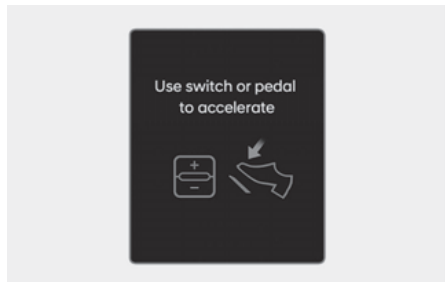 Use switch or pedal
to accelerate
+
−